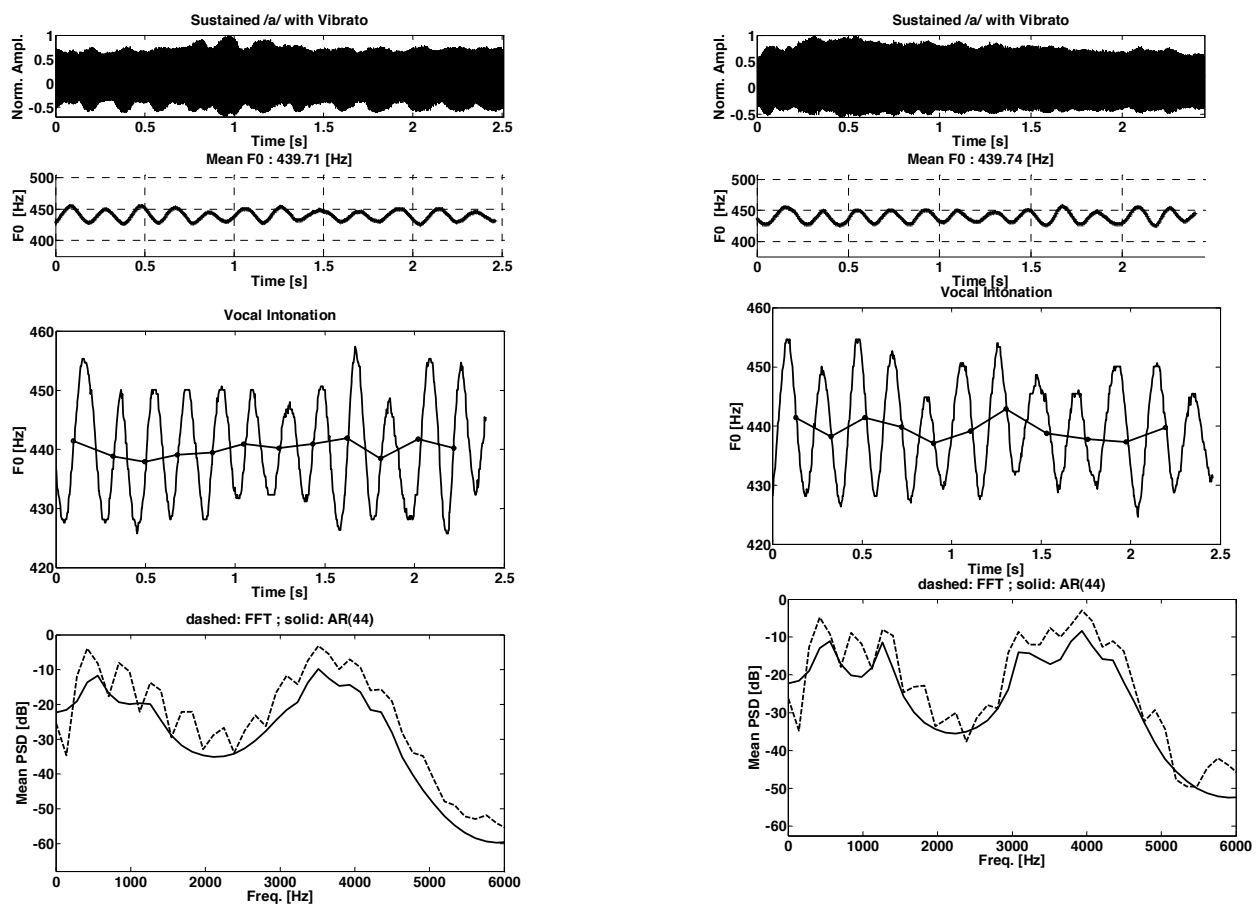 Sustained /a/ with Vibrato
Norm. Ampl.
1
0.5
0
-0.5
0 0.5 1 1.5 2 2.5
Time [s]
Mean F0 : 439.71 [Hz]
F0 [Hz]
500
450
400
0 0.5 1 1.5 2 2.5
Time [s]
Vocal Intonation
F0 [Hz]
460
450
440
430
420
0 0.5 1 1.5 2 2.5
Time [s]
dashed: FFT ; solid: AR(44)
Mean PSD [dB]
0
-10
-20
-30
-40
-50
-60
0 1000 2000 3000 4000 5000 6000
Freq. [Hz]
Sustained /a/ with Vibrato
Norm. Ampl.
1
0.5
0
-0.5
0 0.5 1 1.5 2
Time [s]
Mean F0 : 439.74 [Hz]
F0 [Hz]
500
450
400
0 0.5 1 1.5 2
Time [s]
Vocal Intonation
F0 [Hz]
460
450
440
430
420
0 0.5 1 1.5 2 2.5
Time [s]
dashed: FFT ; solid: AR(44)
Mean PSD [dB]
0
-10
-20
-30
-40
-50
-60
0 1000 2000 3000 4000 5000 6000
Freq. [Hz]